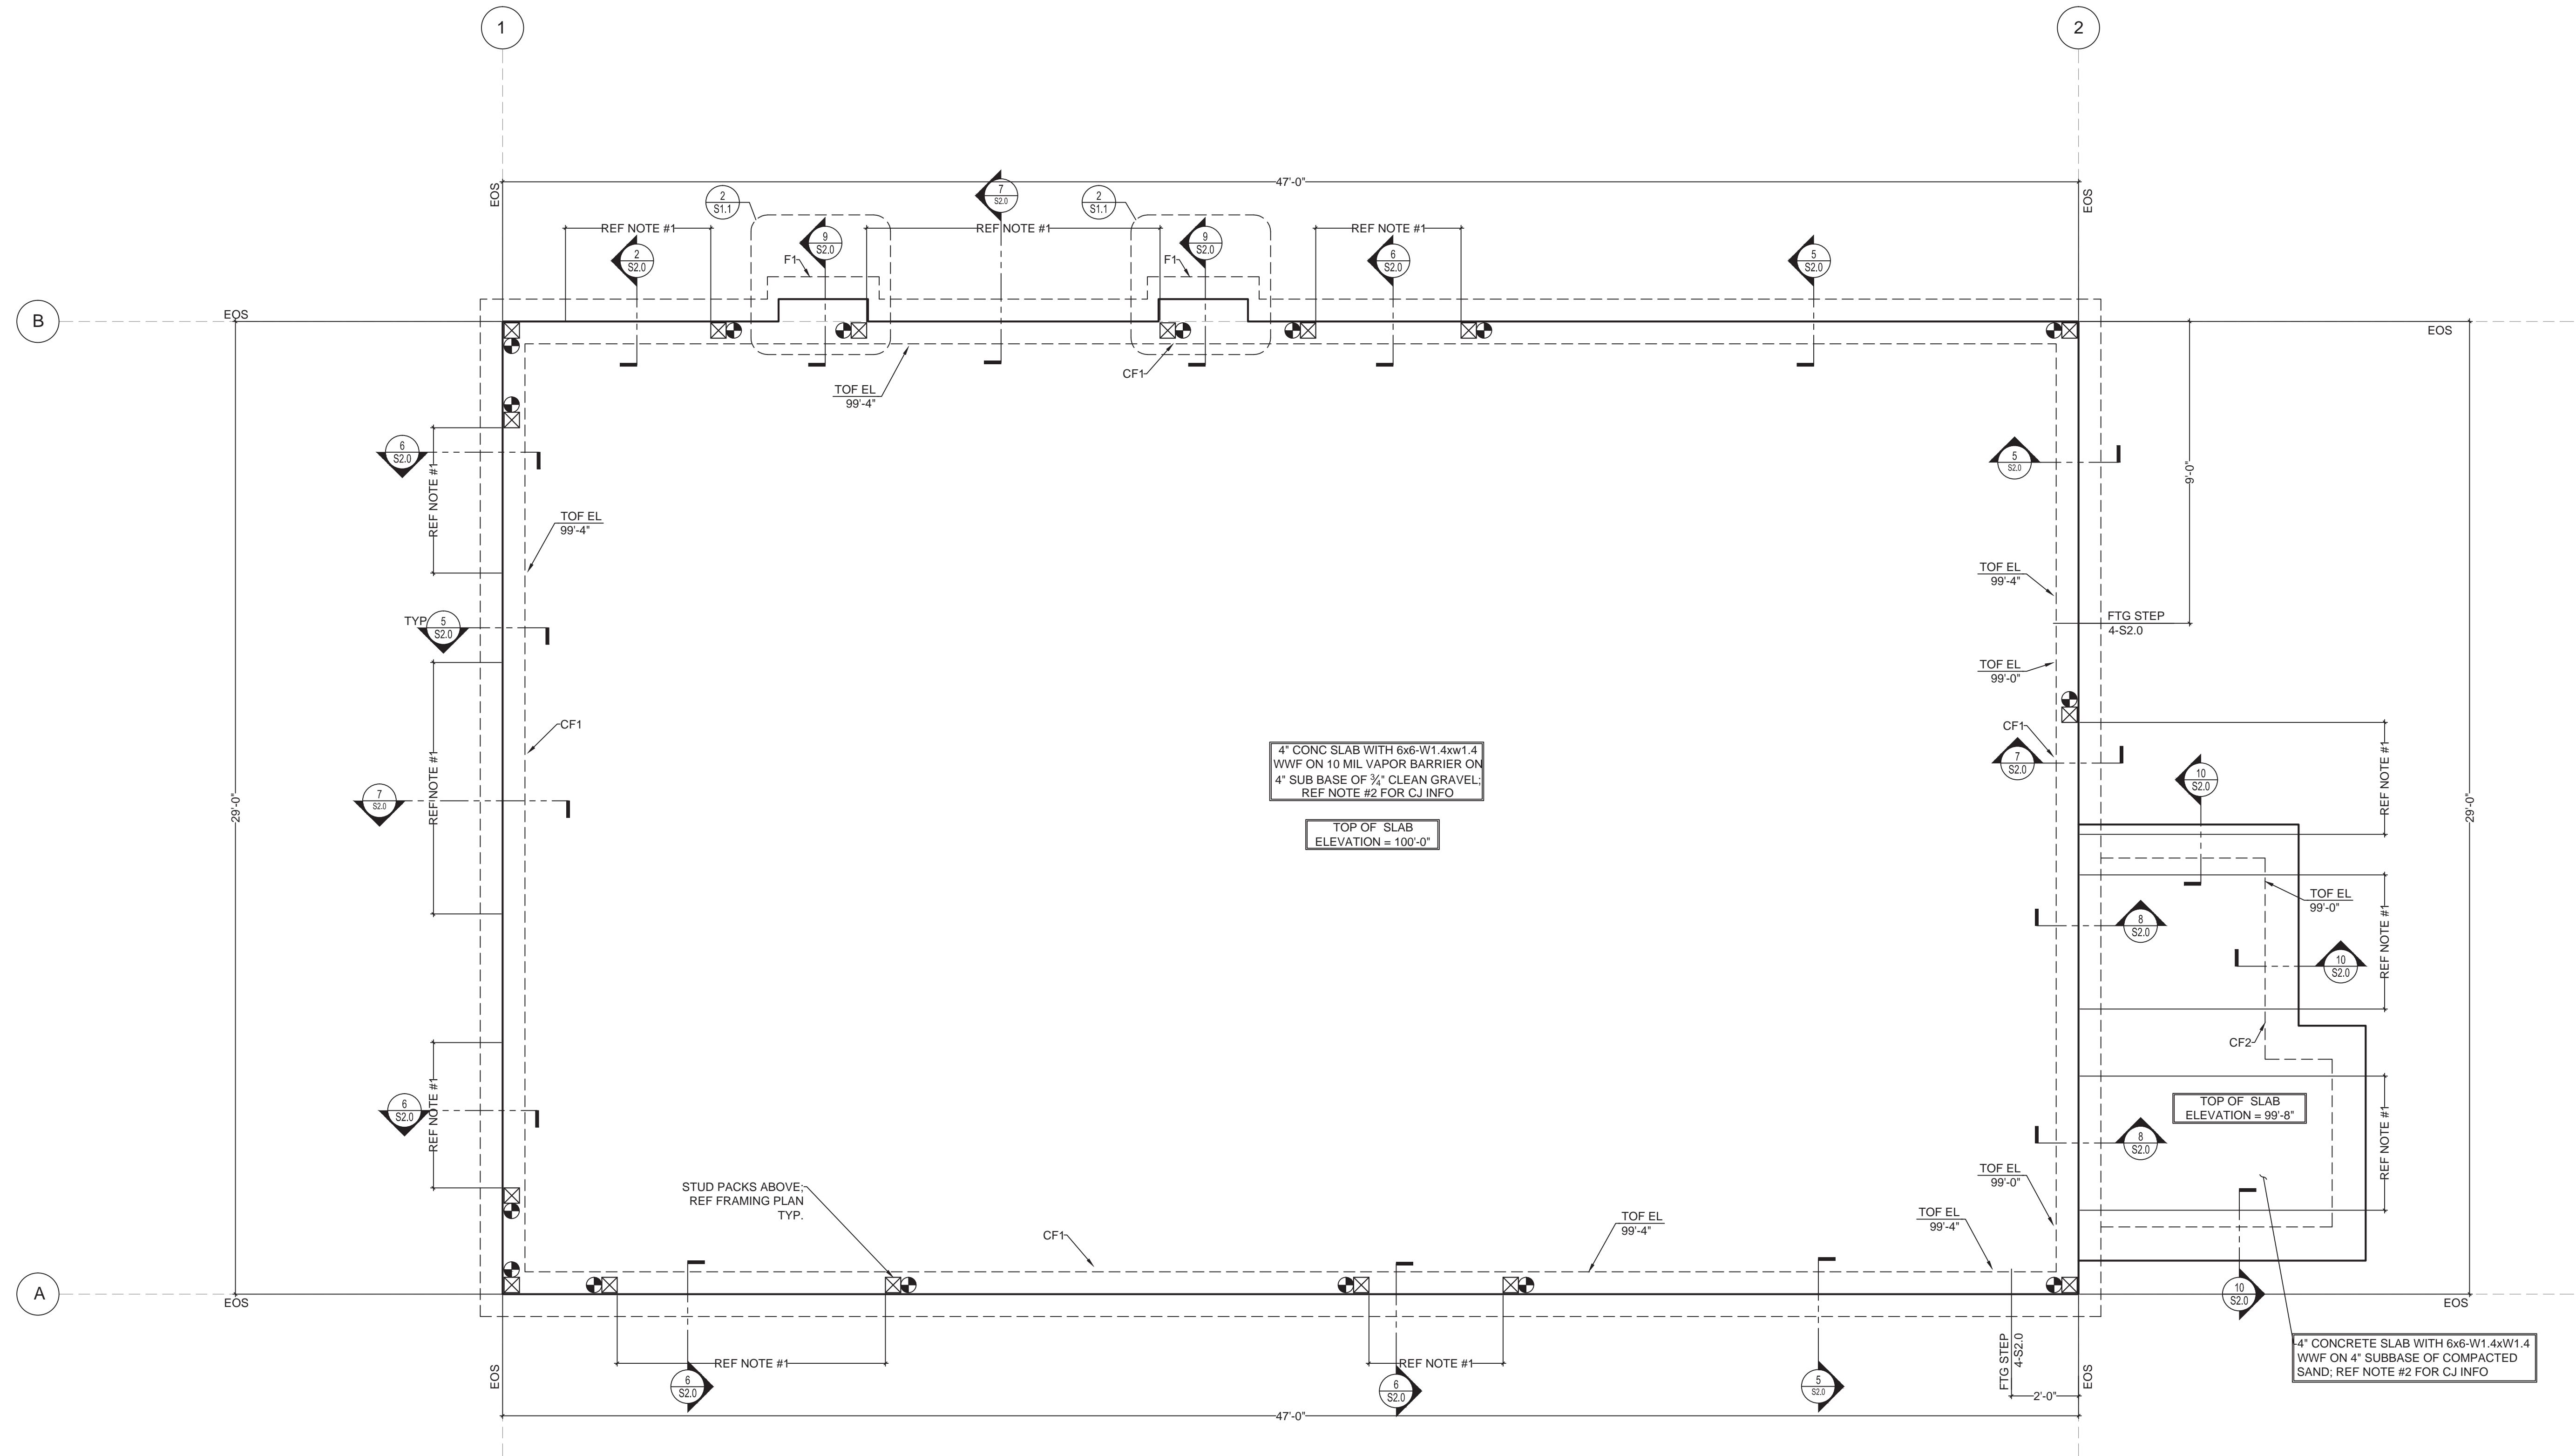 1
2
47'-0"
EOS
EOS
7
S2.0
2
S1.1
2
S1.1
REF NOTE #1
REF NOTE #1
REF NOTE #1
2
S2.0
9
S2.0
9
S2.0
6
S2.0
5
S2.0
F1
F1
B
EOS
EOS
CF1
TOF EL
99'-4"
6
S2.0
REF NOTE #1
5
S2.0
9'-0"
TOF EL
99'-4"
TOF EL
99'-4"
TYP
5
S2.0
FTG STEP
4-S2.0
TOF EL
99'-0"
CF1
CF1
7
S2.0
REF NOTE #1
4" CONC SLAB WITH 6x6-W1.4xw1.4
WWF ON 10 MIL VAPOR BARRIER ON
4" SUB BASE OF ¾" CLEAN GRAVEL;
REF NOTE #2 FOR CJ INFO
10
S2.0
29'-0"
7
S2.0
REF NOTE #1
29'-0"
TOP OF SLAB
ELEVATION = 100'-0"
TOF EL
99'-0"
8
S2.0
REF NOTE #1
10
S2.0
CF2
6
S2.0
REF NOTE #1
TOP OF SLAB
ELEVATION = 99'-8"
8
S2.0
REF NOTE #1
STUD PACKS ABOVE;
REF FRAMING PLAN
TYP.
TOF EL
99'-0"
CF1
TOF EL
99'-4"
TOF EL
99'-4"
A
EOS
EOS
10
S2.0
4" CONCRETE SLAB WITH 6x6-W1.4xW1.4
WWF ON 4" SUBBASE OF COMPACTED
SAND; REF NOTE #2 FOR CJ INFO
REF NOTE #1
REF NOTE #1
FTG STEP
4-S2.0
EOS
EOS
6
S2.0
6
S2.0
5
S2.0
2'-0"
47'-0"